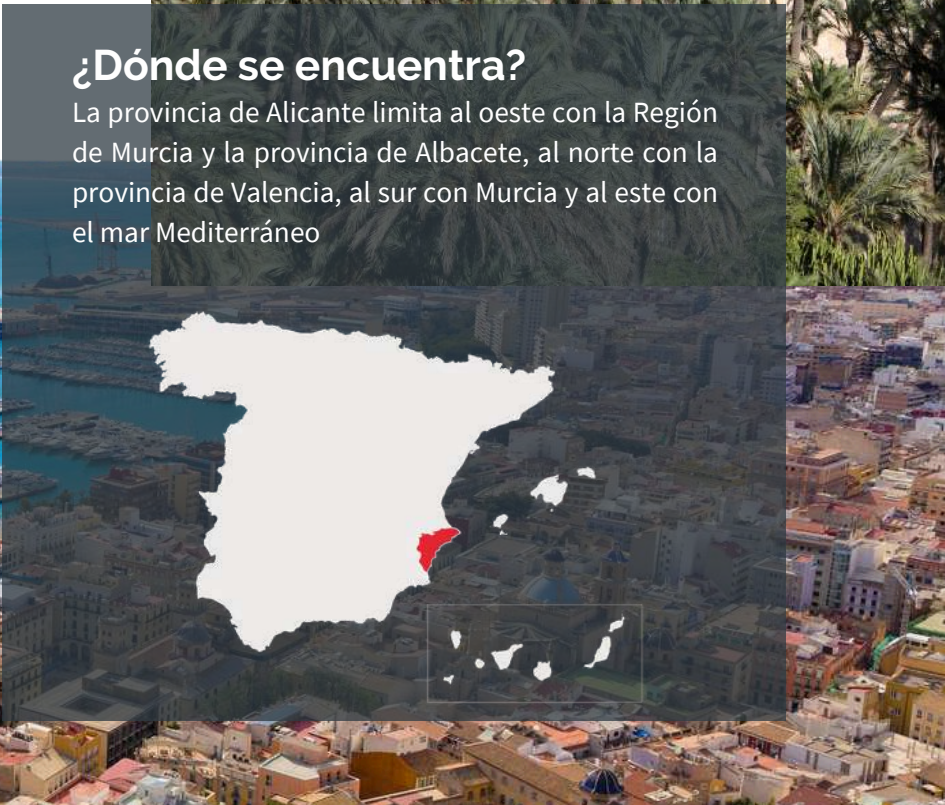 ¿Dónde se encuentra?
La provincia de Alicante limita al oeste con la Región
de Murcia y la provincia de Albacete, al norte con la
provincia de Valencia, al sur con Murcia y al este con
el mar Mediterráneo